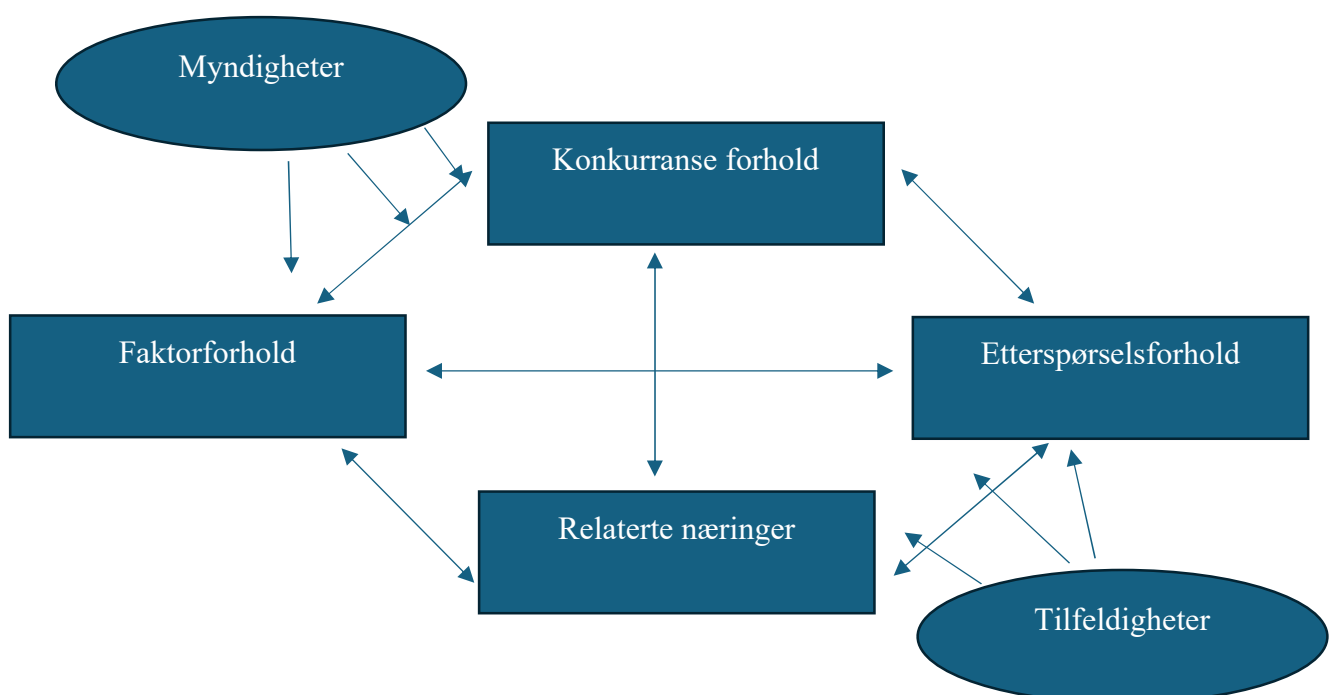 Myndigheter
Konkurranse forhold
Faktorforhold
Etterspørselsforhold
Relaterte næringer
Tilfeldigheter